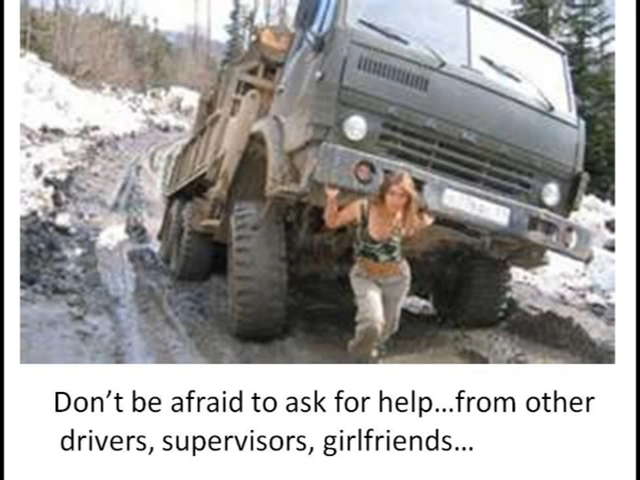 Don't be afraid to ask for help...from other
drivers, supervisors, girlfriends...